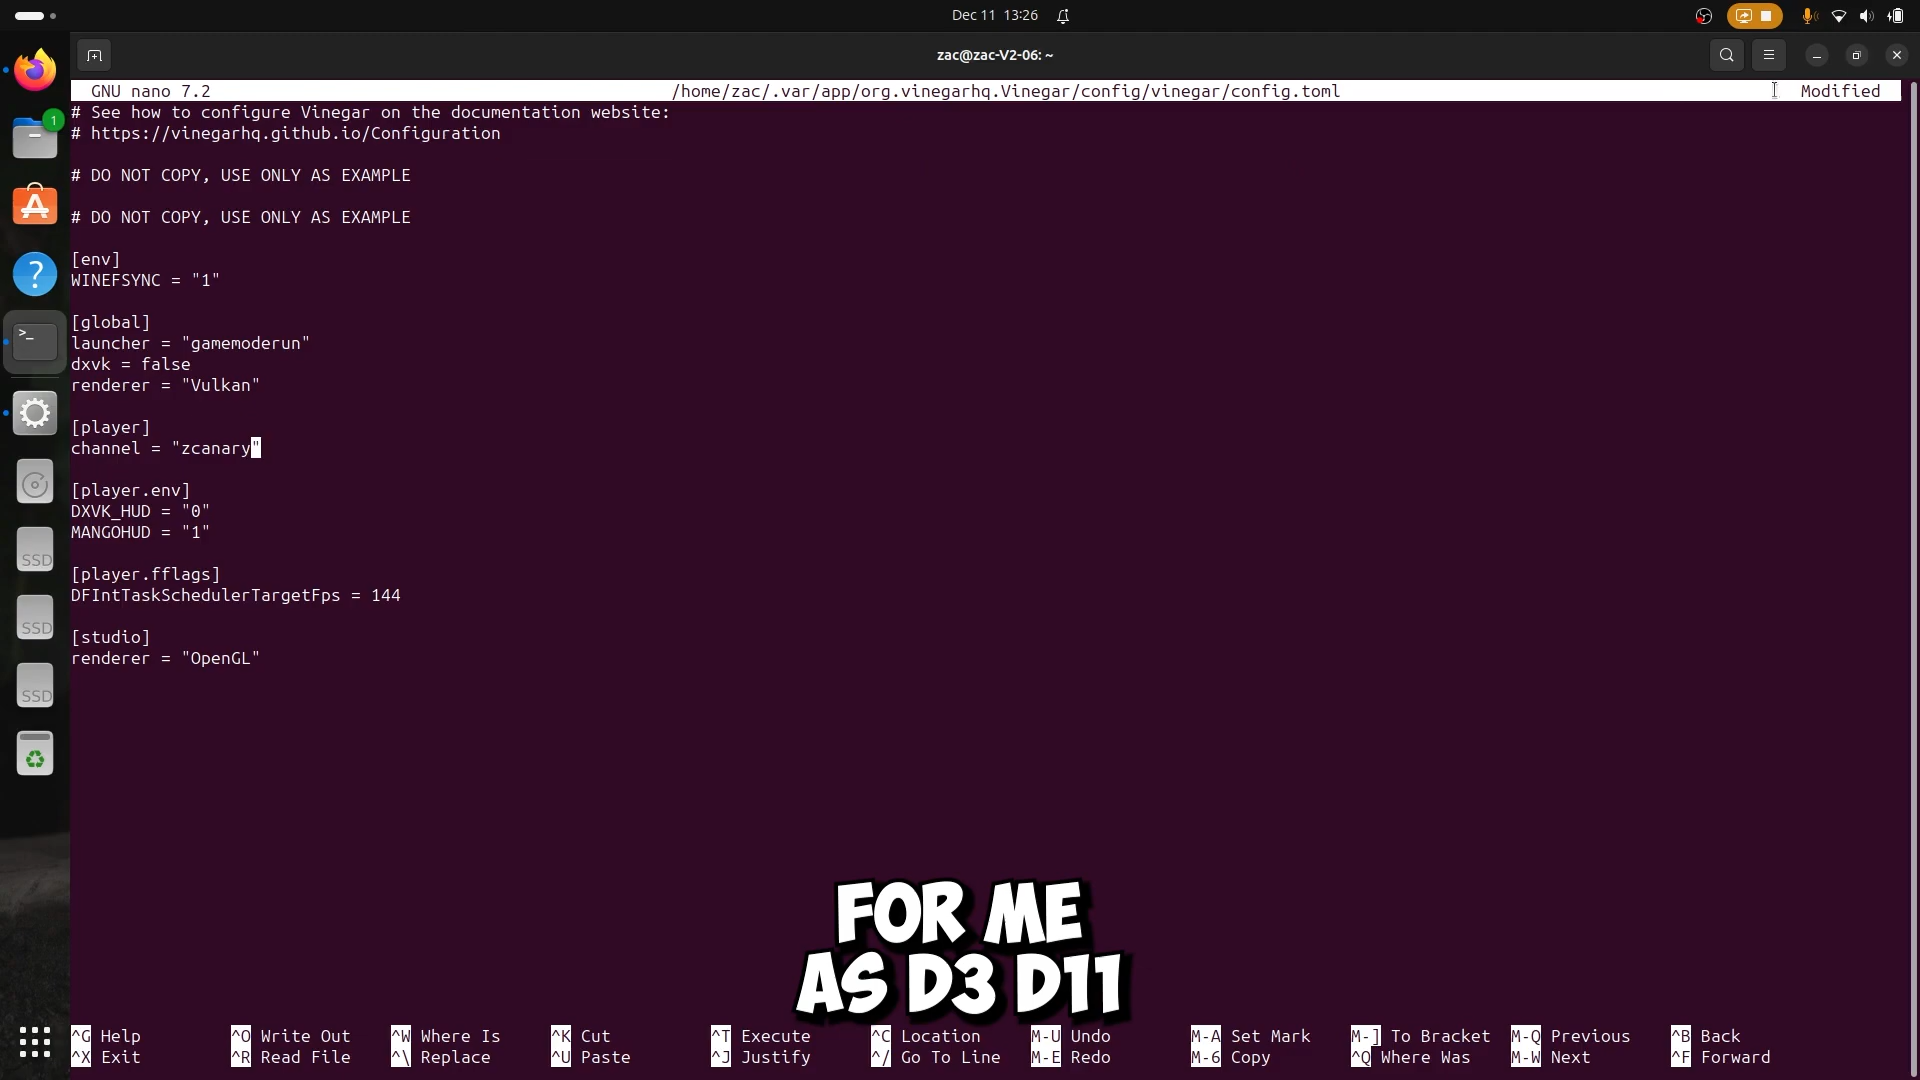 Dec 11 13:26
zac@zac-V2-06: ~
GNU nano 7.2 /home/zac/.var/app/org.vinegarhq.Vinegar/config/vinegar/config.toml Modified
# See how to configure Vinegar on the documentation website:
# https://vinegarhq.github.io/Configuration
# DO NOT COPY, USE ONLY AS EXAMPLE
# DO NOT COPY, USE ONLY AS EXAMPLE
[env]
WINEFSYNC = "1"
[global]
launcher = "gamemoderun"
dxvk = false
renderer = "Vulkan"
[player]
channel = "zcanary"
[player.env]
DXVK_HUD = "0"
MANGOHUD = "1"
[player.fflags]
DFIntTaskSchedulerTargetFps = 144
[studio]
renderer = "OpenGL"
1
?
>_
SSD
SSD
SSD
FOR ME
AS D3 D11
^G Help ^O Write Out ^W Where Is ^K Cut ^T Execute ^C Location M-U Undo M-A Set Mark M-] To Bracket M-Q Previous ^B Back
^X Exit ^R Read File ^\ Replace ^U Paste ^J Justify ^/ Go To Line M-E Redo M-6 Copy ^Q Where Was M-W Next ^F Forward